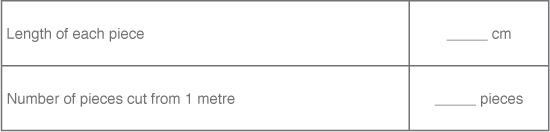 Length of each piece _____ cm
Number of pieces cut from 1 metre _____ pieces